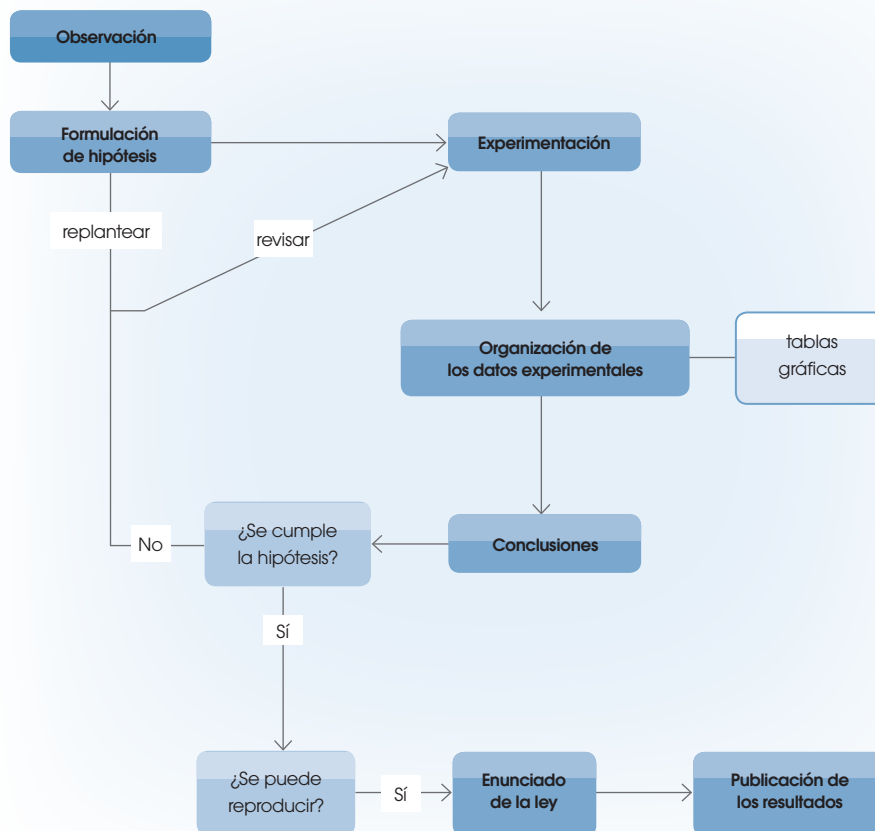 Observación
Formulación
de hipótesis
Experimentación
replantear
revisar
Organización de
los datos experimentales
tablas
gráficas
¿Se cumple
la hipótesis?
No
Conclusiones
Sí
¿Se puede
reproducir?
Sí
Enunciado
de la ley
Publicación de
los resultados